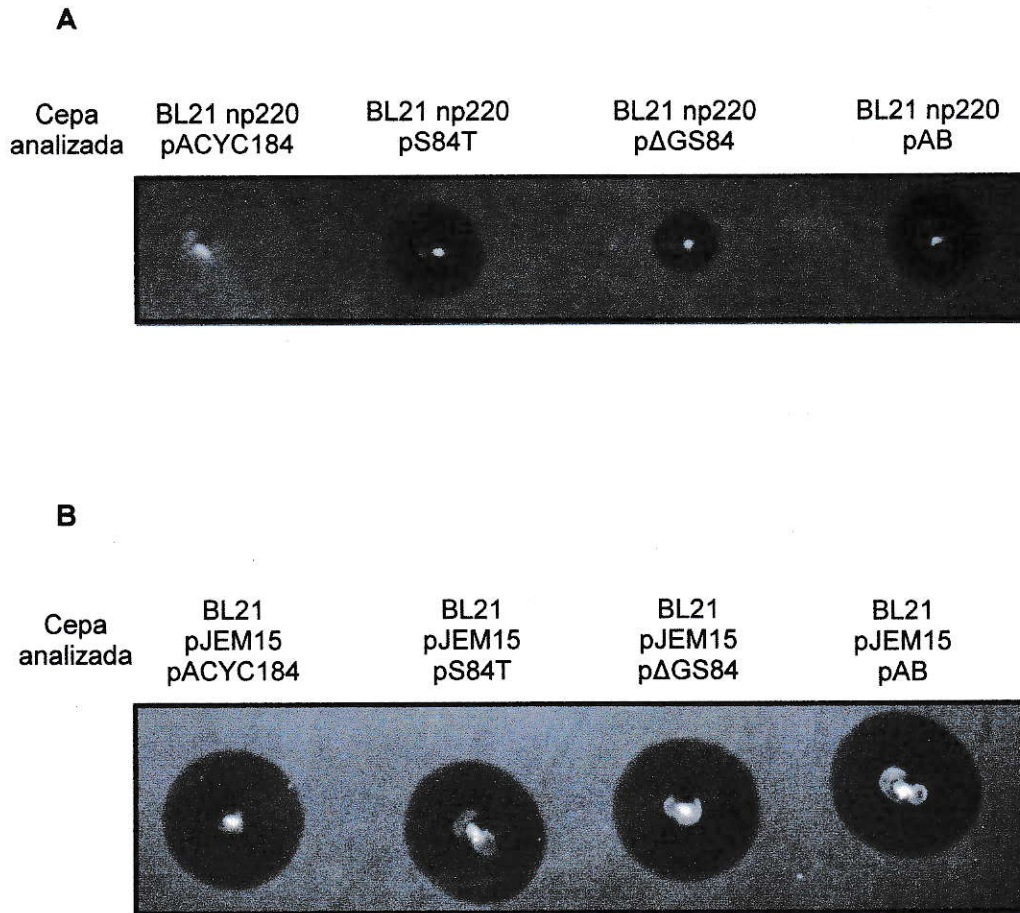 A
Cepa analizada
BL21 np220 pACYC184
BL21 np220 pS84T
BL21 np220 pΔGS84
BL21 np220 pAB
B
Cepa analizada
BL21 pJEM15 pACYC184
BL21 pJEM15 pS84T
BL21 pJEM15 pΔGS84
BL21 pJEM15 pAB